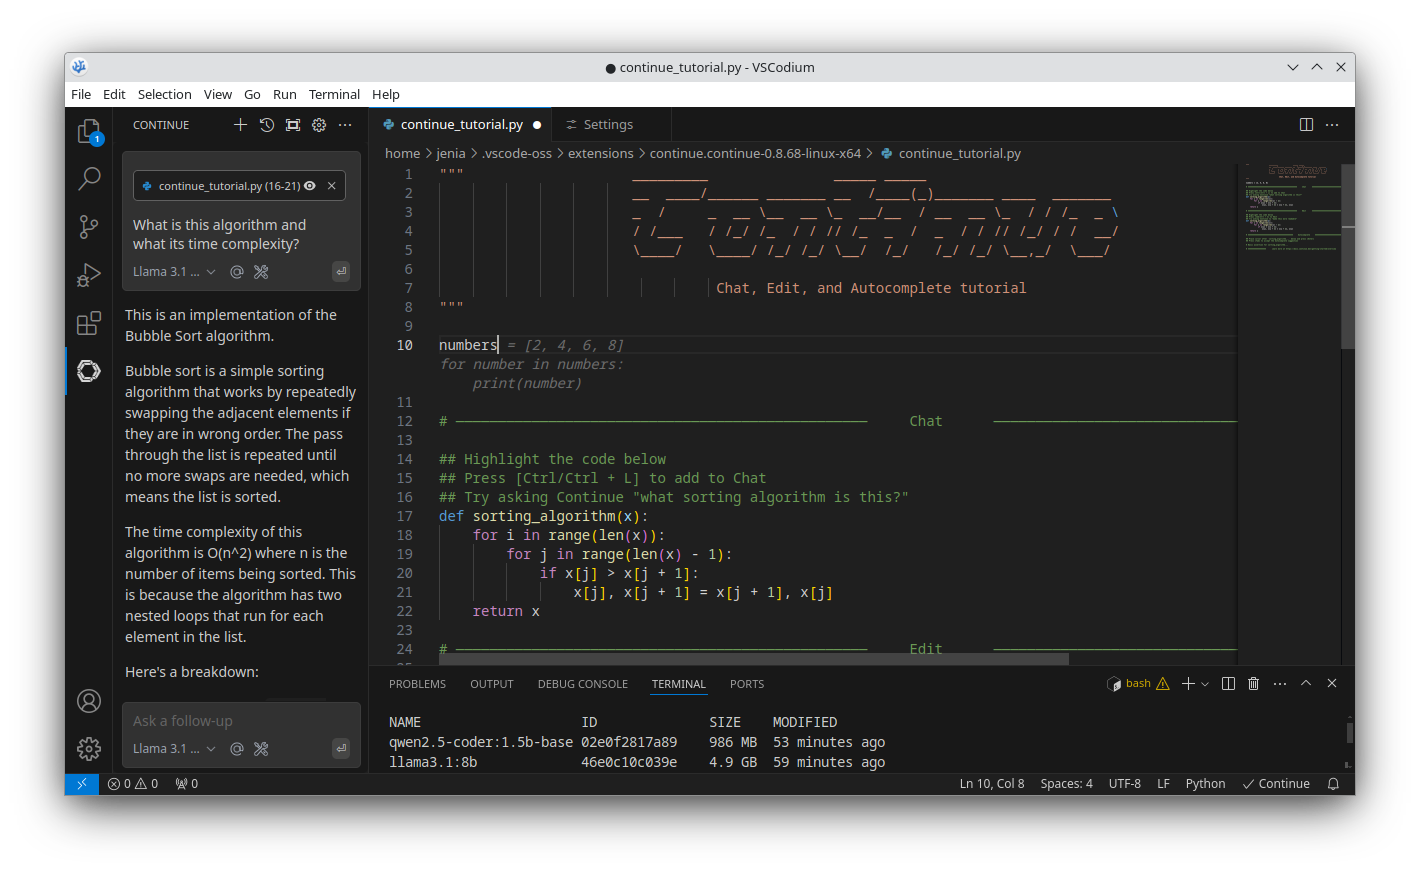 continue_tutorial.py - VSCodium
File Edit Selection View Go Run Terminal Help
1
CONTINUE
continue_tutorial.py (16-21)
What is this algorithm and
what its time complexity?
Llama 3.1 ... @
This is an implementation of the
Bubble Sort algorithm.
Bubble sort is a simple sorting
algorithm that works by repeatedly
swapping the adjacent elements if
they are in wrong order. The pass
through the list is repeated until
no more swaps are needed, which
means the list is sorted.
The time complexity of this
algorithm is O(n^2) where n is the
number of items being sorted. This
is because the algorithm has two
nested loops that run for each
element in the list.
Here's a breakdown:
Ask a follow-up
Llama 3.1 ... @
continue_tutorial.py ● Settings
home > jenia > .vscode-oss > extensions > continue.continue-0.8.68-linux-x64 > continue_tutorial.py
1 """
2
3
4
5
6
7 Chat, Edit, and Autocomplete tutorial
8 """
9
10 numbers = [2, 4, 6, 8]
for number in numbers:
print(number)
11
12 # ───────────── Chat ─────────────
13
14 ## Highlight the code below
15 ## Press [Ctrl/Ctrl + L] to add to Chat
16 ## Try asking Continue "what sorting algorithm is this?"
17 def sorting_algorithm(x):
18 for i in range(len(x)):
19 for j in range(len(x) - 1):
20 if x[j] > x[j + 1]:
21 x[j], x[j + 1] = x[j + 1], x[j]
22 return x
23
24 # ───────────── Edit ─────────────
PROBLEMS OUTPUT DEBUG CONSOLE TERMINAL PORTS bash
NAME ID SIZE MODIFIED
qwen2.5-coder:1.5b-base 02e0f2817a89 986 MB 53 minutes ago
llama3.1:8b 46e0c10c039e 4.9 GB 59 minutes ago
0 0 0 Ln 10, Col 8 Spaces: 4 UTF-8 LF Python Continue